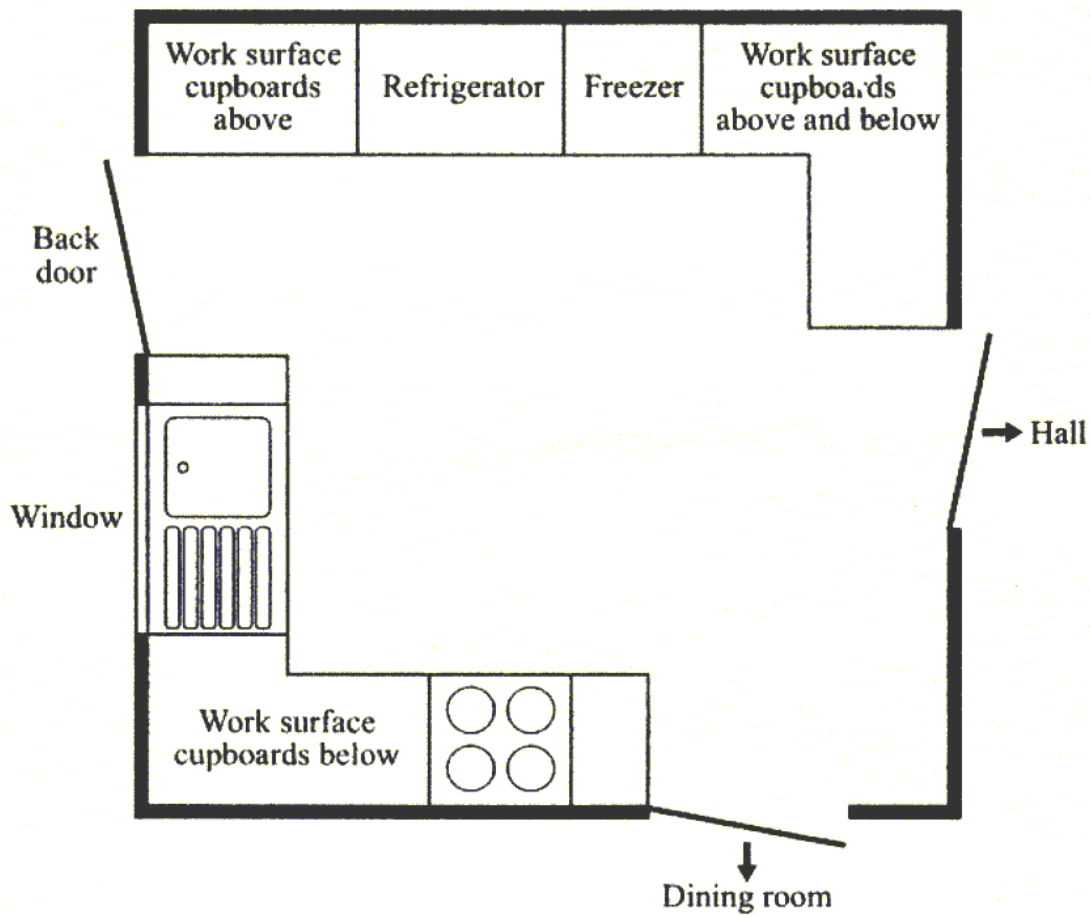 Work surface
cupboards
above
Refrigerator
Freezer
Work surface
cupboards
above and below
Back
door
Hall
Window
Work surface
cupboards below
Dining room